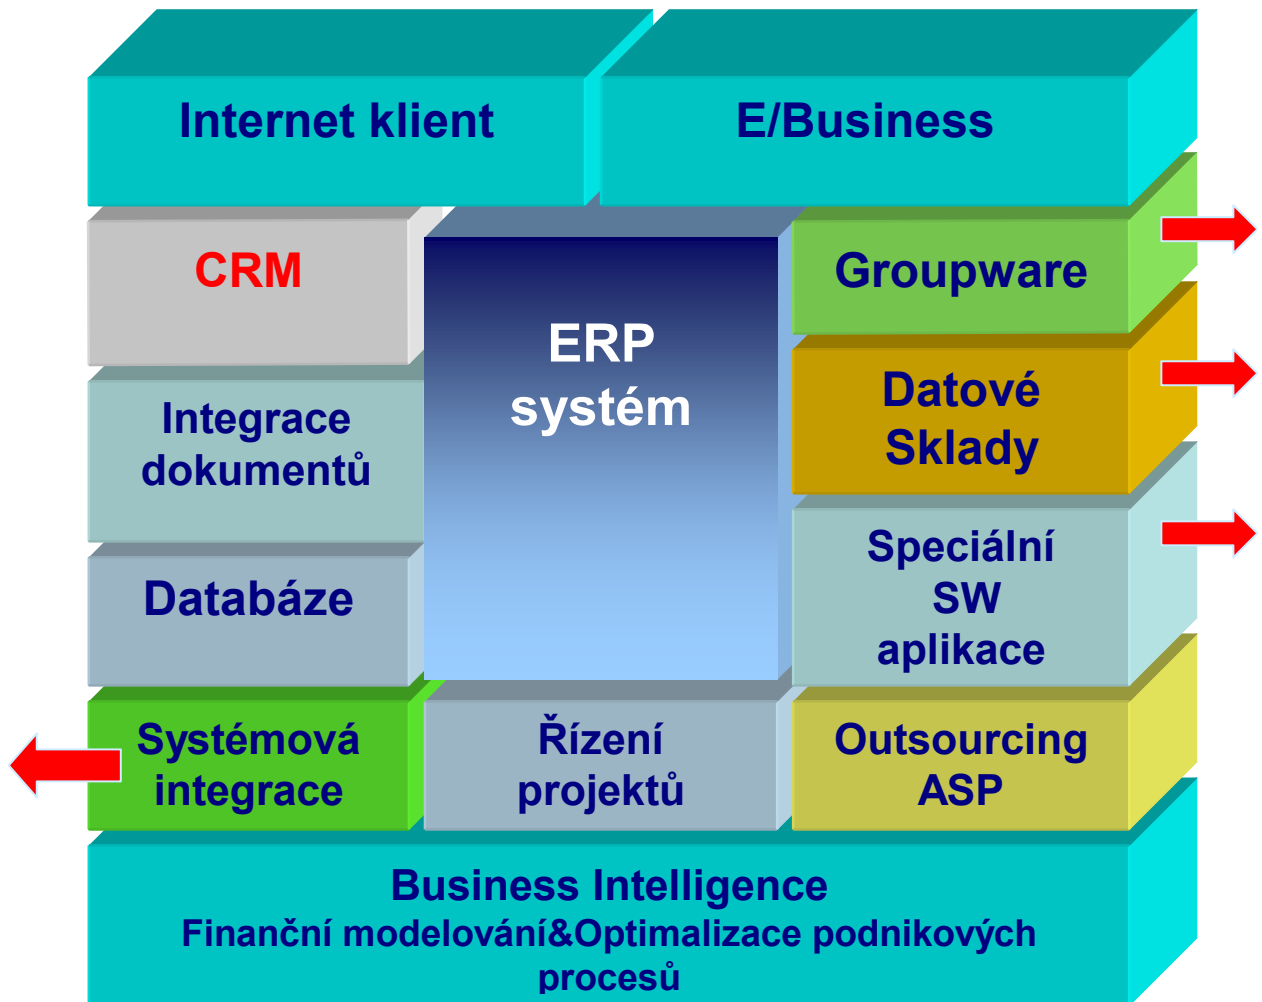 Internet klient
E/Business
CRM
ERP
systém
Groupware
Integrace
dokumentů
Datové
Sklady
Databáze
Speciální
SW
aplikace
Systémová
integrace
Řízení
projektů
Outsourcing
ASP
Business Intelligence
Finanční modelování&Optimalizace podnikových
procesů